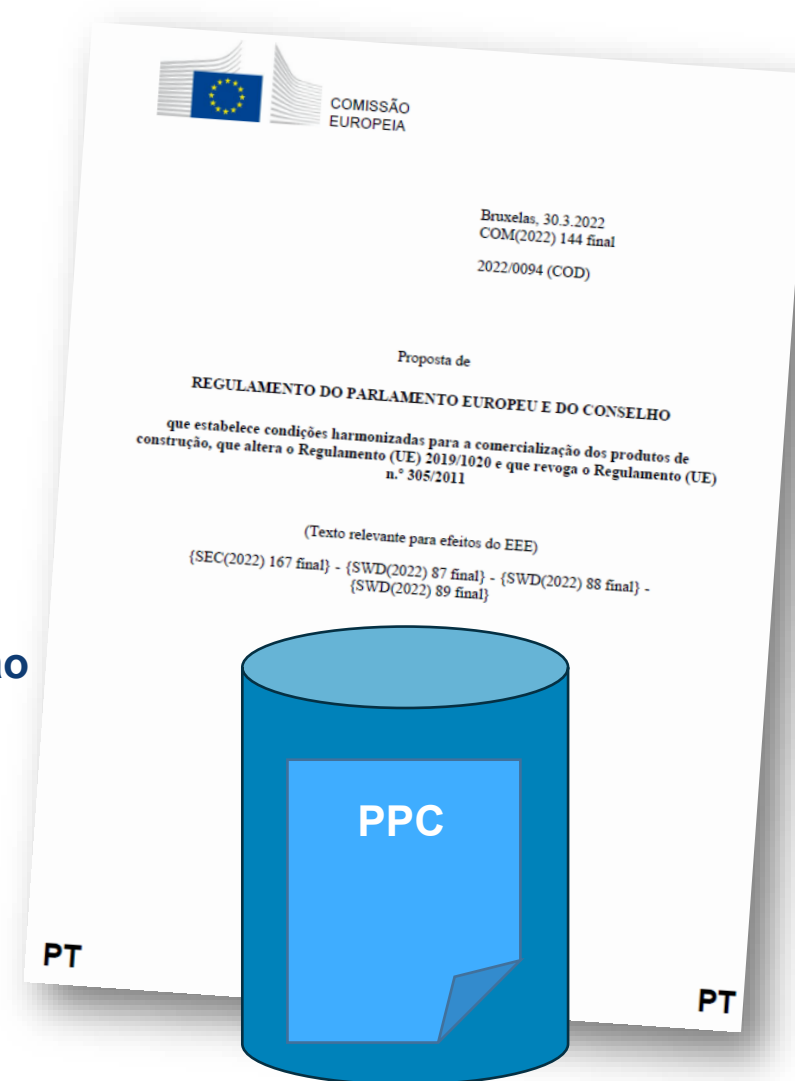 COMISSÃO
EUROPEIA
Bruxelas, 30.3.2022
COM(2022) 144 final
2022/0094 (COD)
Proposta de
REGULAMENTO DO PARLAMENTO EUROPEU E DO CONSELHO
que estabelece condições harmonizadas para a comercialização dos produtos de
construção, que altera o Regulamento (UE) 2019/1020 e que revoga o Regulamento (UE)
n.° 305/2011
(Texto relevante para efeitos do EEE)
{SEC(2022) 167 final} - {SWD(2022) 87 final} - {SWD(2022) 88 final} -
{SWD(2022) 89 final}
PPC
PT
PT